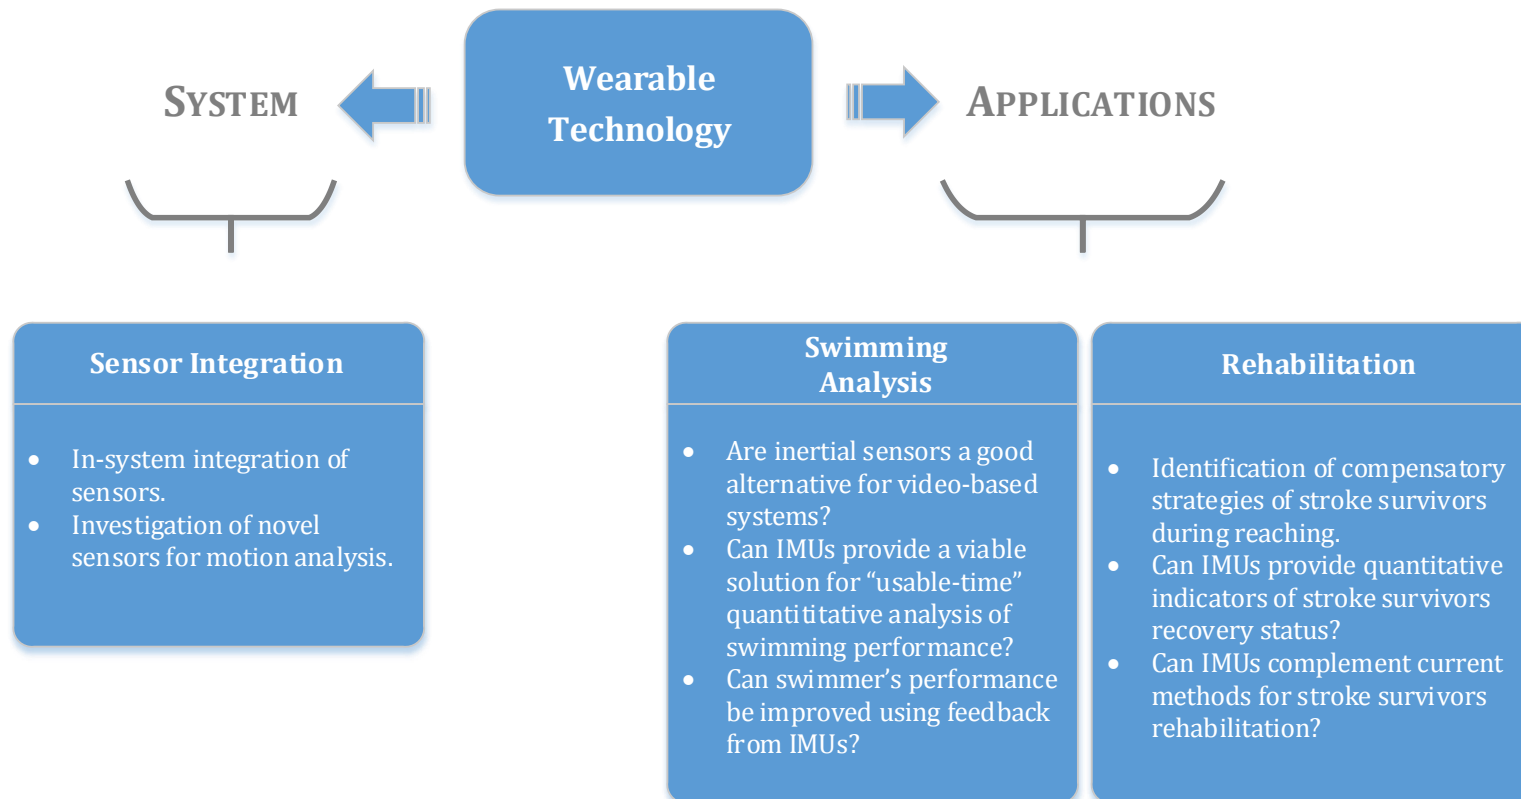 Wearable
Technology
SYSTEM
APPLICATIONS
Sensor Integration
• In-system integration of
sensors.
• Investigation of novel
sensors for motion analysis.
Swimming
Analysis
• Are inertial sensors a good
alternative for video-based
systems?
• Can IMUs provide a viable
solution for “usable-time”
quantititative analysis of
swimming performance?
• Can swimmer’s performance
be improved using feedback
from IMUs?
Rehabilitation
• Identification of compensatory
strategies of stroke survivors
during reaching.
• Can IMUs provide quantitative
indicators of stroke survivors
recovery status?
• Can IMUs complement current
methods for stroke survivors
rehabilitation?